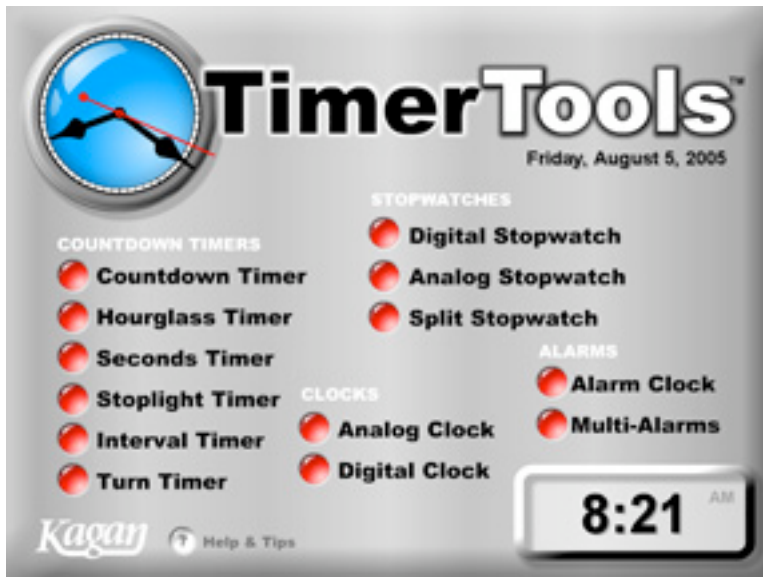 TimerTools™
Friday, August 5, 2005
STOPWATCHES
Digital Stopwatch
Analog Stopwatch
Split Stopwatch
COUNTDOWN TIMERS
Countdown Timer
Hourglass Timer
Seconds Timer
Stoplight Timer
Interval Timer
Turn Timer
CLOCKS
Analog Clock
Digital Clock
ALARMS
Alarm Clock
Multi-Alarms
8:21 AM
Kagan
? Help & Tips